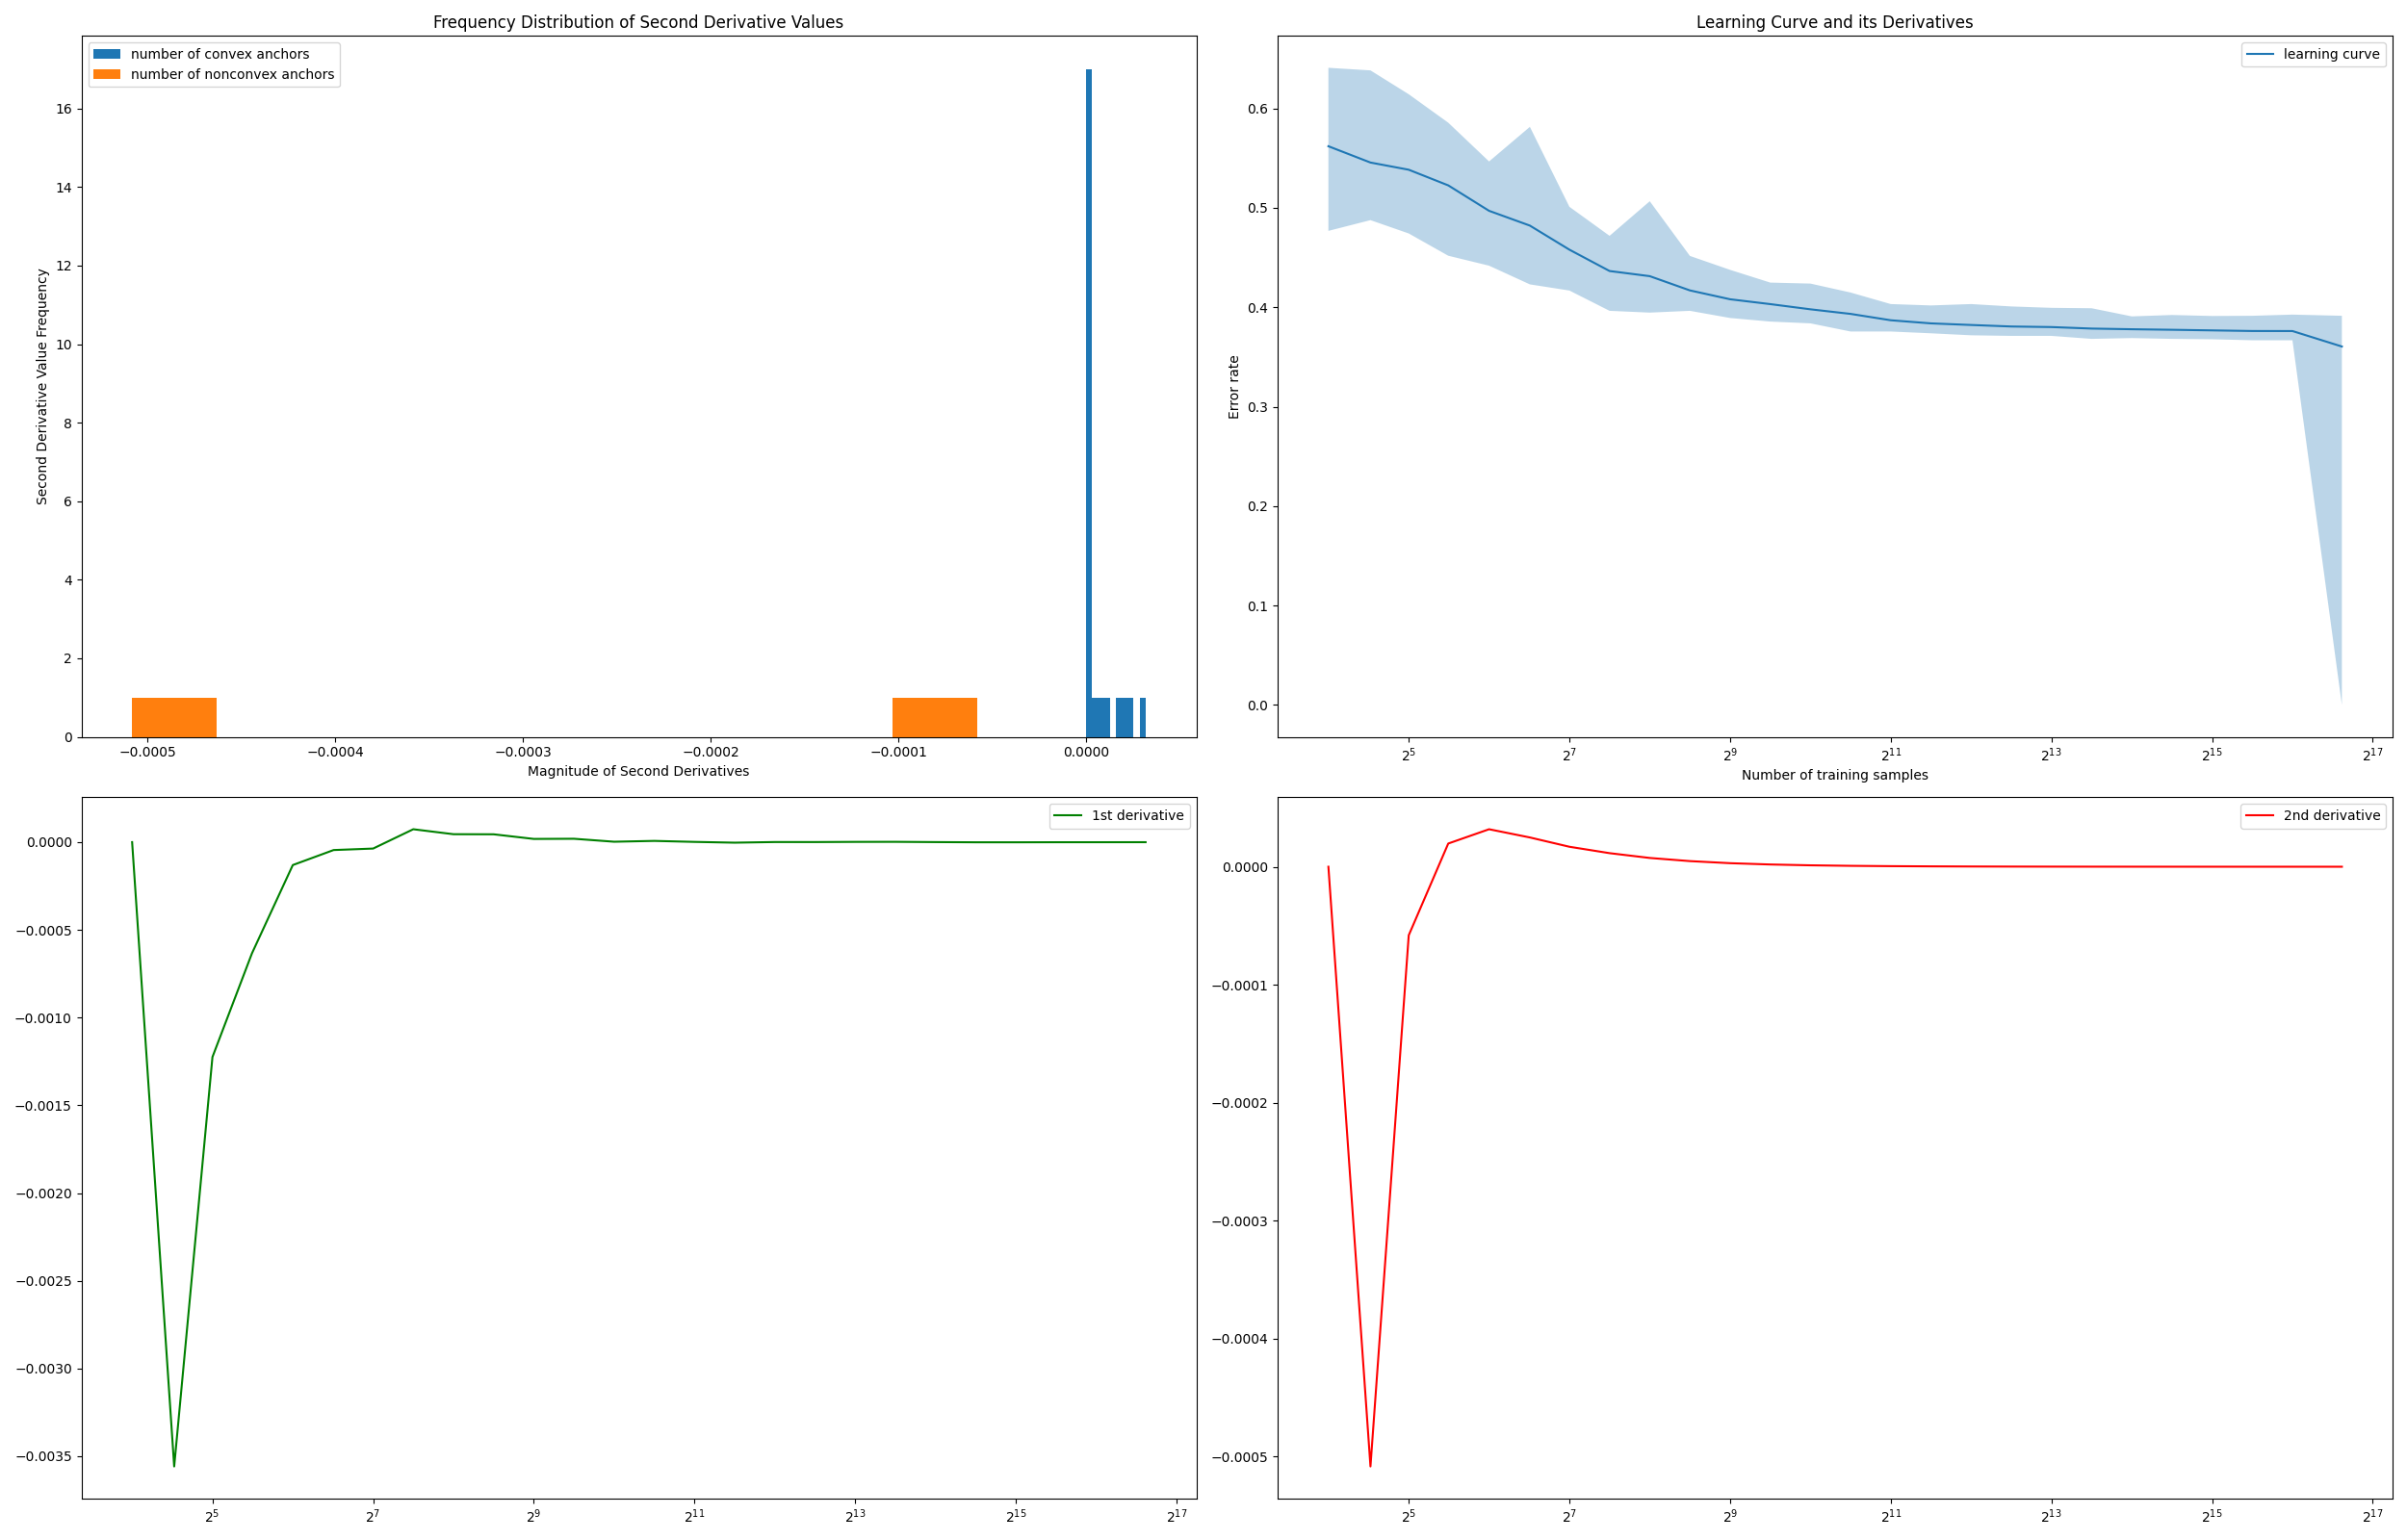 Frequency Distribution of Second Derivative Values
number of convex anchors
number of nonconvex anchors
Second Derivative Value Frequency
16
14
12
10
8
6
4
2
0
−0.0005 −0.0004 −0.0003 −0.0002 −0.0001 0.0000
Magnitude of Second Derivatives
Learning Curve and its Derivatives
learning curve
Error rate
0.6
0.5
0.4
0.3
0.2
0.1
0.0
2^5 2^7 2^9 2^11 2^13 2^15 2^17
Number of training samples
1st derivative
0.0000
−0.0005
−0.0010
−0.0015
−0.0020
−0.0025
−0.0030
−0.0035
2^5 2^7 2^9 2^11 2^13 2^15 2^17
2nd derivative
0.0000
−0.0001
−0.0002
−0.0003
−0.0004
−0.0005
2^5 2^7 2^9 2^11 2^13 2^15 2^17